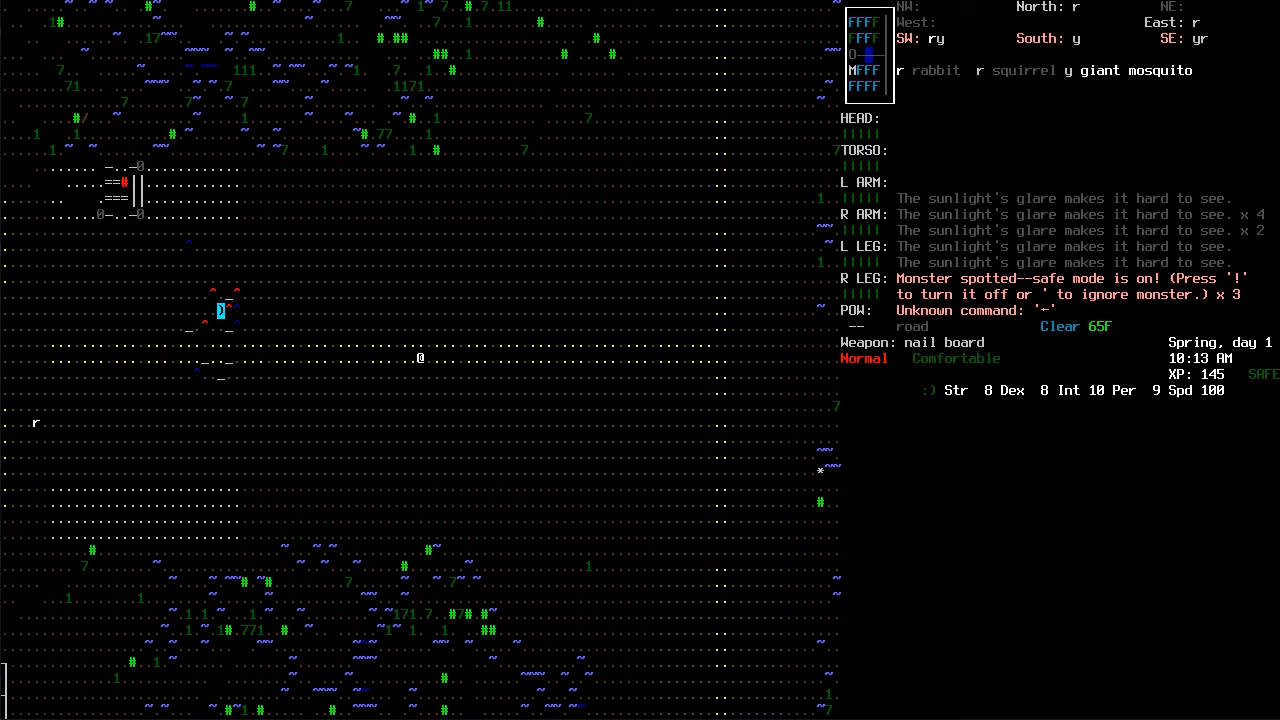 NW: North: r NE:
West: East: r
SW: ry South: y SE: yr
r rabbit r squirrel y giant mosquito
HEAD:
TORSO:
L ARM:
The sunlight's glare makes it hard to see.
R ARM: The sunlight's glare makes it hard to see. x 4
The sunlight's glare makes it hard to see. x 2
L LEG: The sunlight's glare makes it hard to see.
The sunlight's glare makes it hard to see.
R LEG: Monster spotted--safe mode is on! (Press '!'
to turn it off or ' to ignore monster.) x 3
POW: Unknown command: '←'
-- road Clear 65F
Weapon: nail board Spring, day 1
Normal Comfortable 10:13 AM
XP: 145 SAFE
:) Str 8 Dex 8 Int 10 Per 9 Spd 100